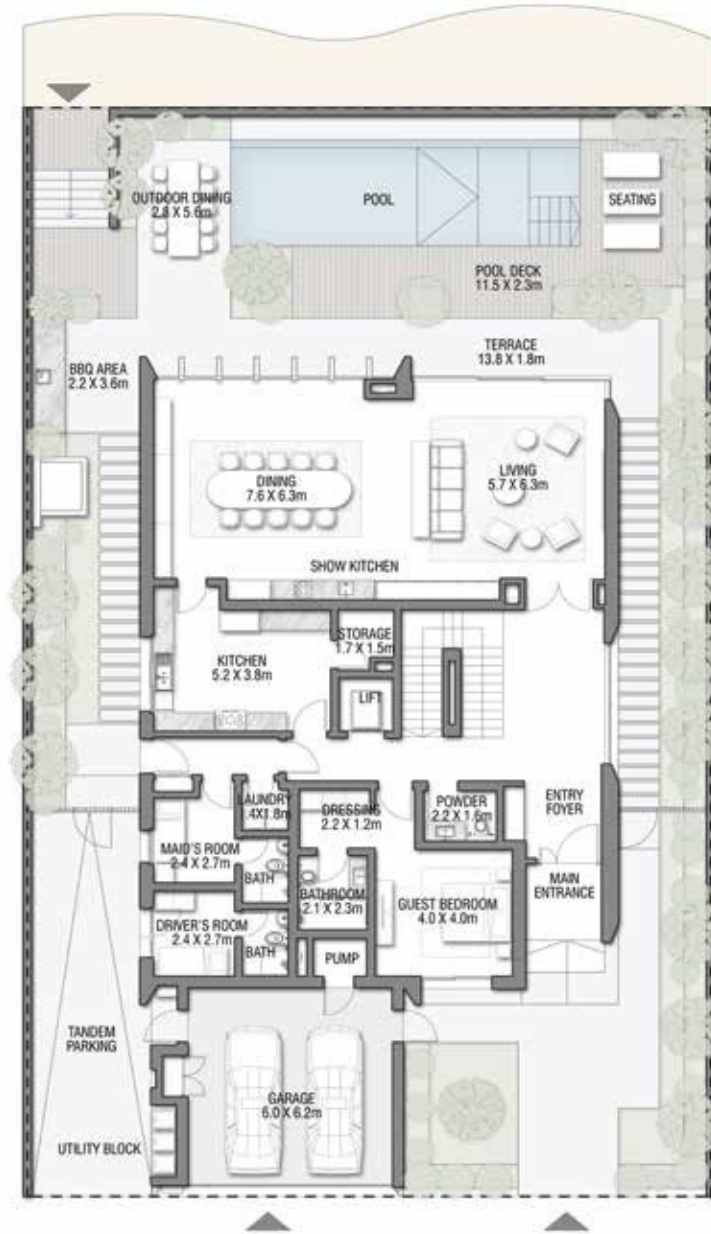 OUTDOOR DINING
2.8 X 5.6m
POOL
SEATING
POOL DECK
11.5 X 2.3m
TERRACE
13.8 X 1.8m
BBQ AREA
2.2 X 3.6m
DINING
7.6 X 6.3m
LIVING
5.7 X 6.3m
SHOW KITCHEN
STORAGE
1.7 X 1.5m
KITCHEN
5.2 X 3.8m
LIFT
LAUNDRY
.4X1.8m
DRESSING
2.2 X 1.2m
POWDER
2.2 X 1.6m
ENTRY
FOYER
MAID'S ROOM
2.4 X 2.7m
BATH
BATHROOM
2.1 X 2.3m
GUEST BEDROOM
4.0 X 4.0m
MAIN
ENTRANCE
DRIVER'S ROOM
2.4 X 2.7m
BATH
PUMP
TANDEM
PARKING
GARAGE
6.0 X 6.2m
UTILITY BLOCK